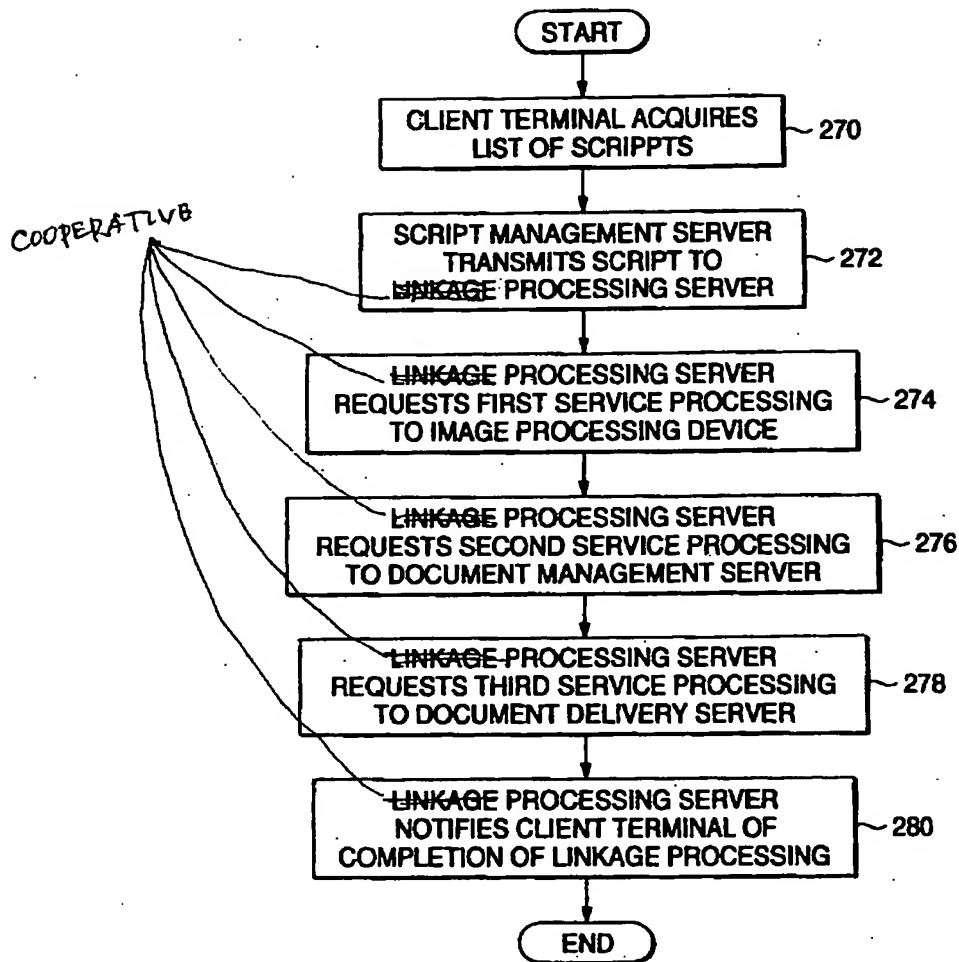 START
CLIENT TERMINAL ACQUIRES
LIST OF SCRIPPTS
270
COOPERATIVE
SCRIPT MANAGEMENT SERVER
TRANSMITS SCRIPT TO
LINKAGE PROCESSING SERVER
272
LINKAGE PROCESSING SERVER
REQUESTS FIRST SERVICE PROCESSING
TO IMAGE PROCESSING DEVICE
274
LINKAGE PROCESSING SERVER
REQUESTS SECOND SERVICE PROCESSING
TO DOCUMENT MANAGEMENT SERVER
276
LINKAGE PROCESSING SERVER
REQUESTS THIRD SERVICE PROCESSING
TO DOCUMENT DELIVERY SERVER
278
LINKAGE PROCESSING SERVER
NOTIFIES CLIENT TERMINAL OF
COMPLETION OF LINKAGE PROCESSING
280
END